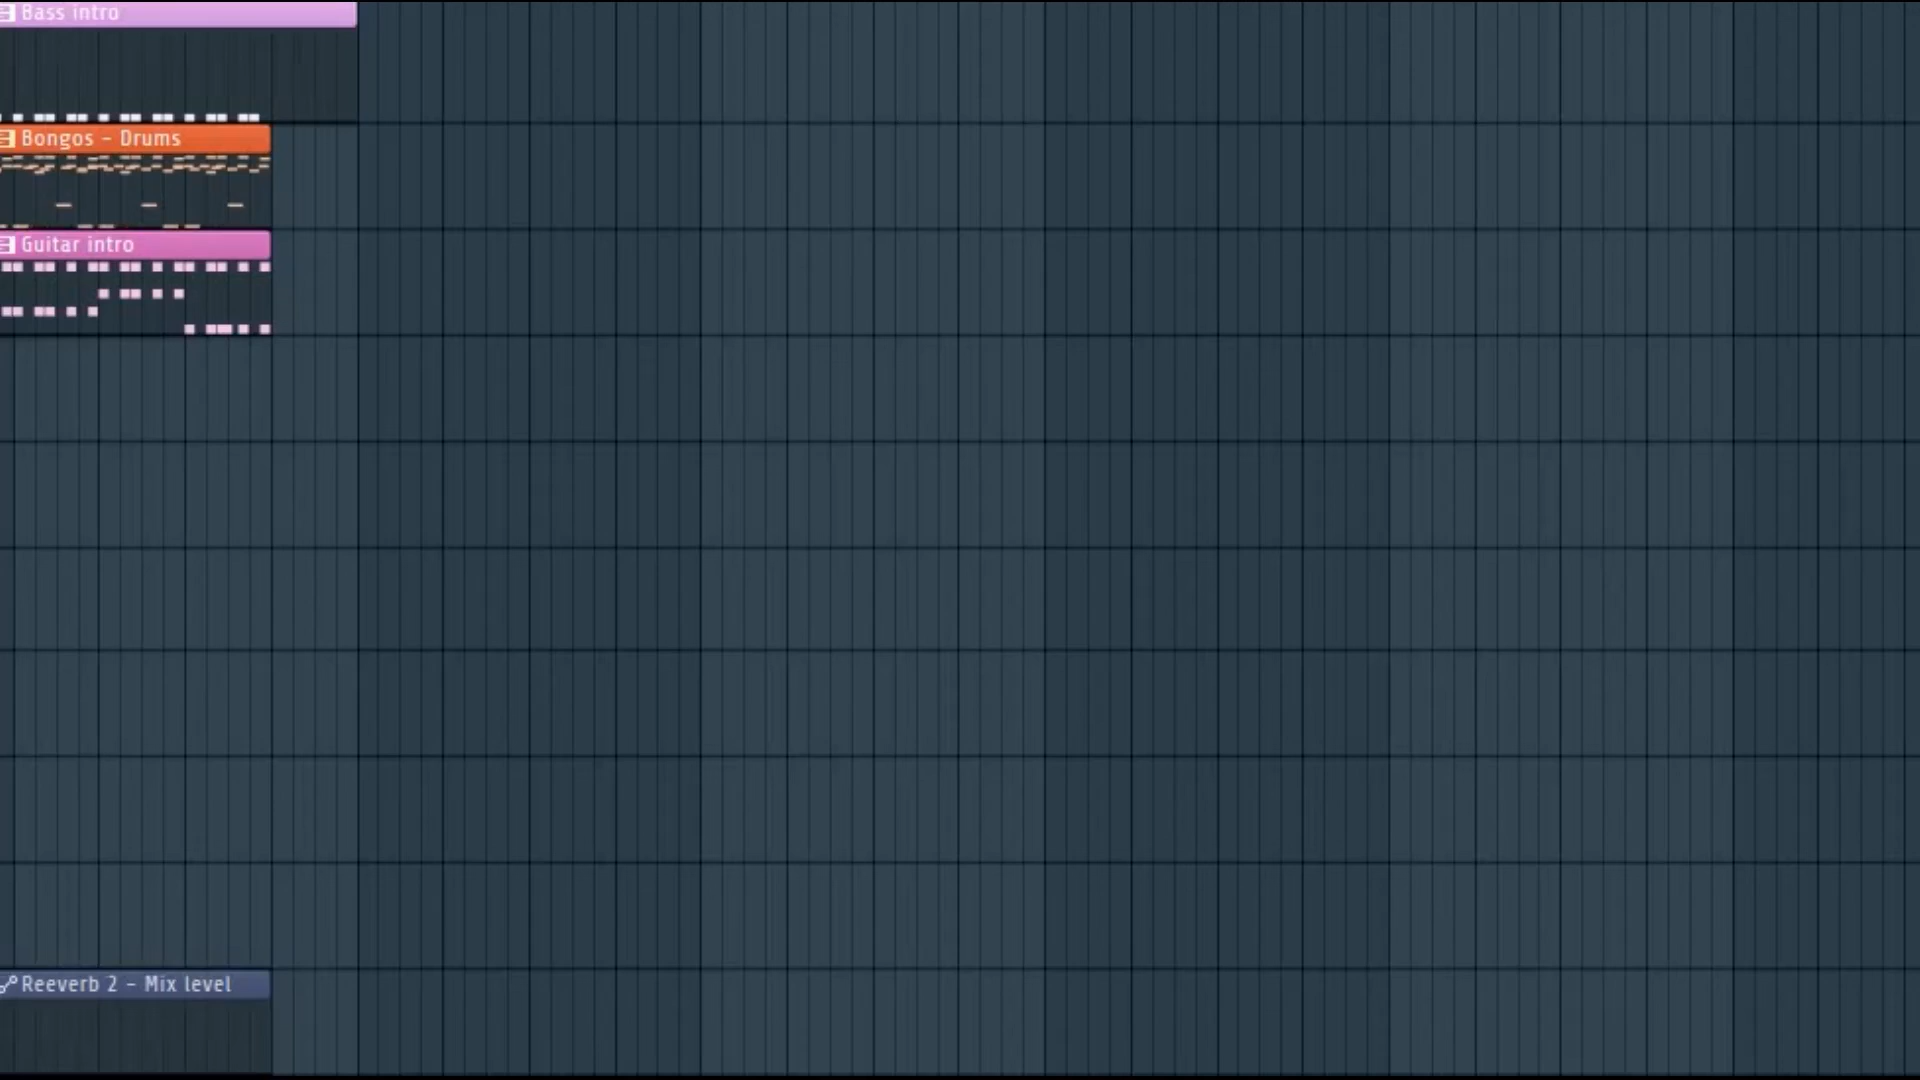 Bass intro
Bongos - Drums
Guitar intro
Reeverb 2 - Mix level